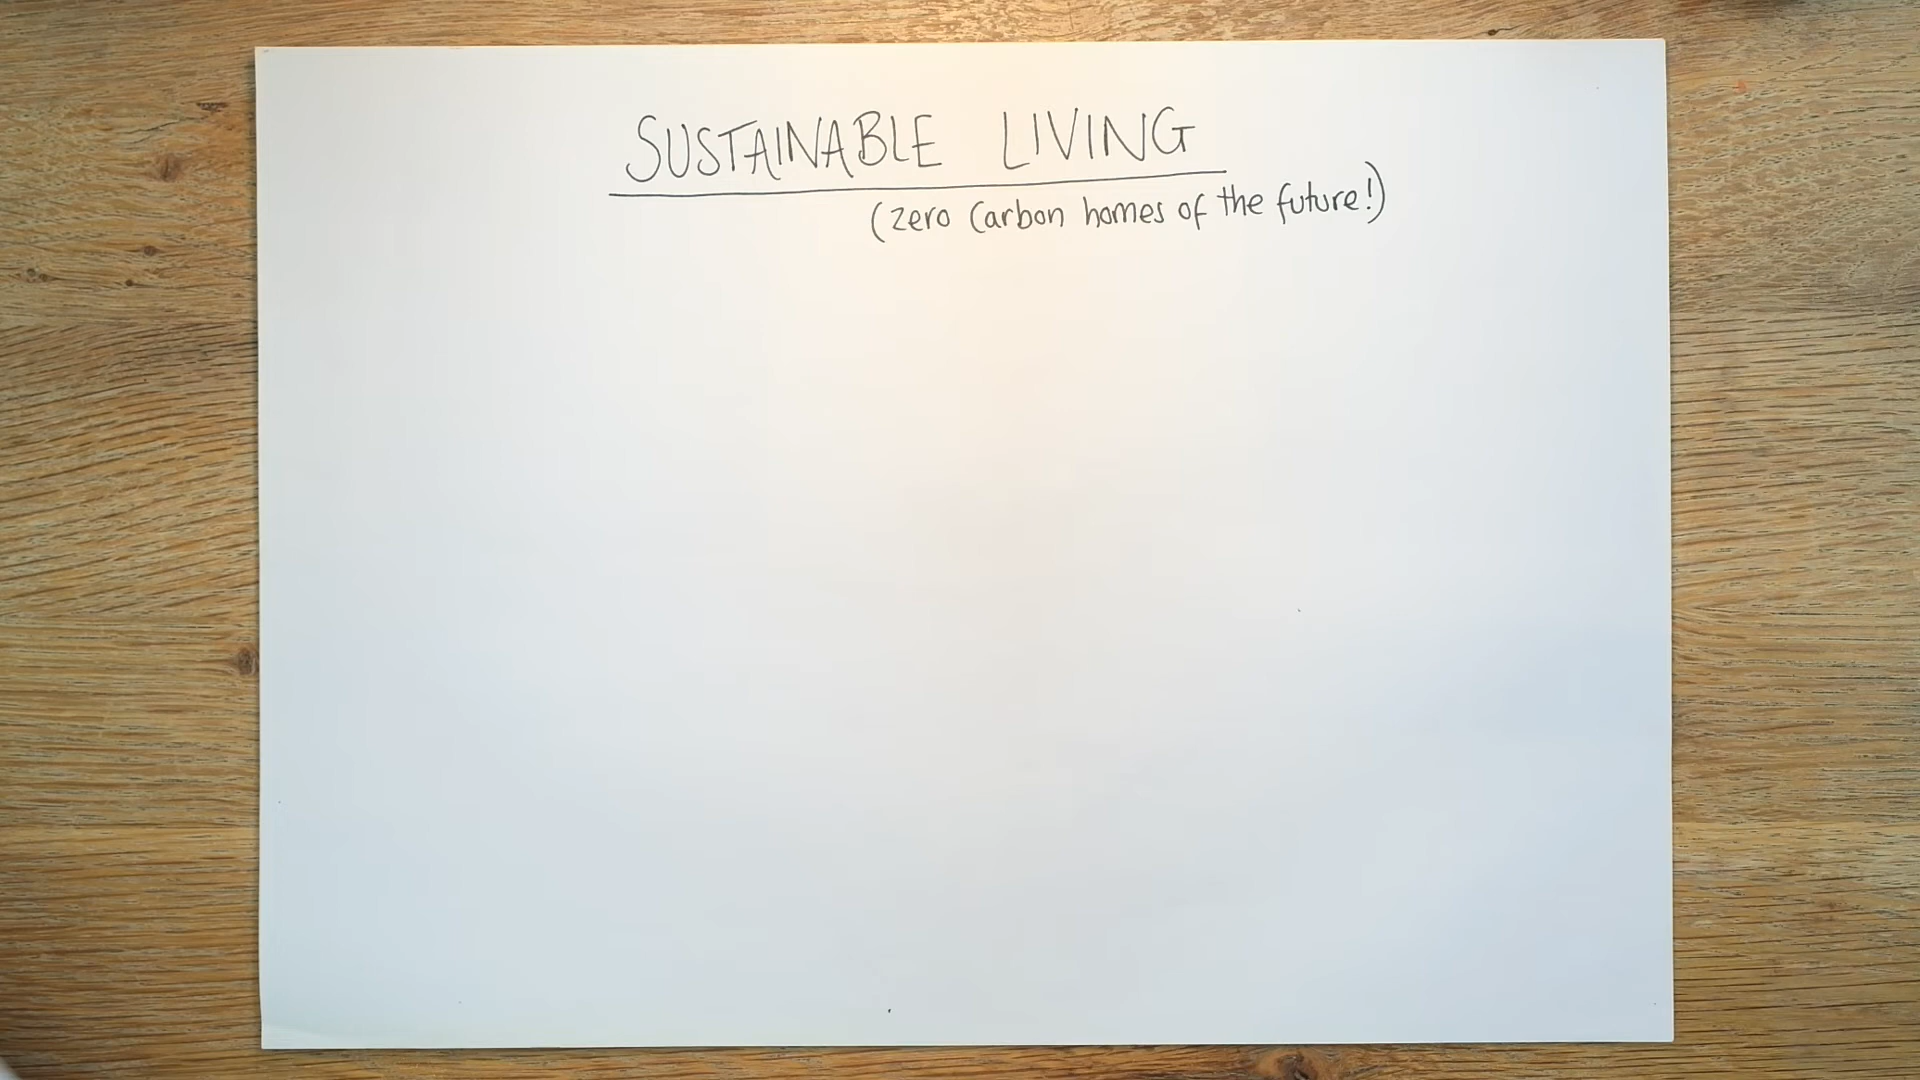 SUSTAINABLE LIVING
(zero Carbon homes of the future!)